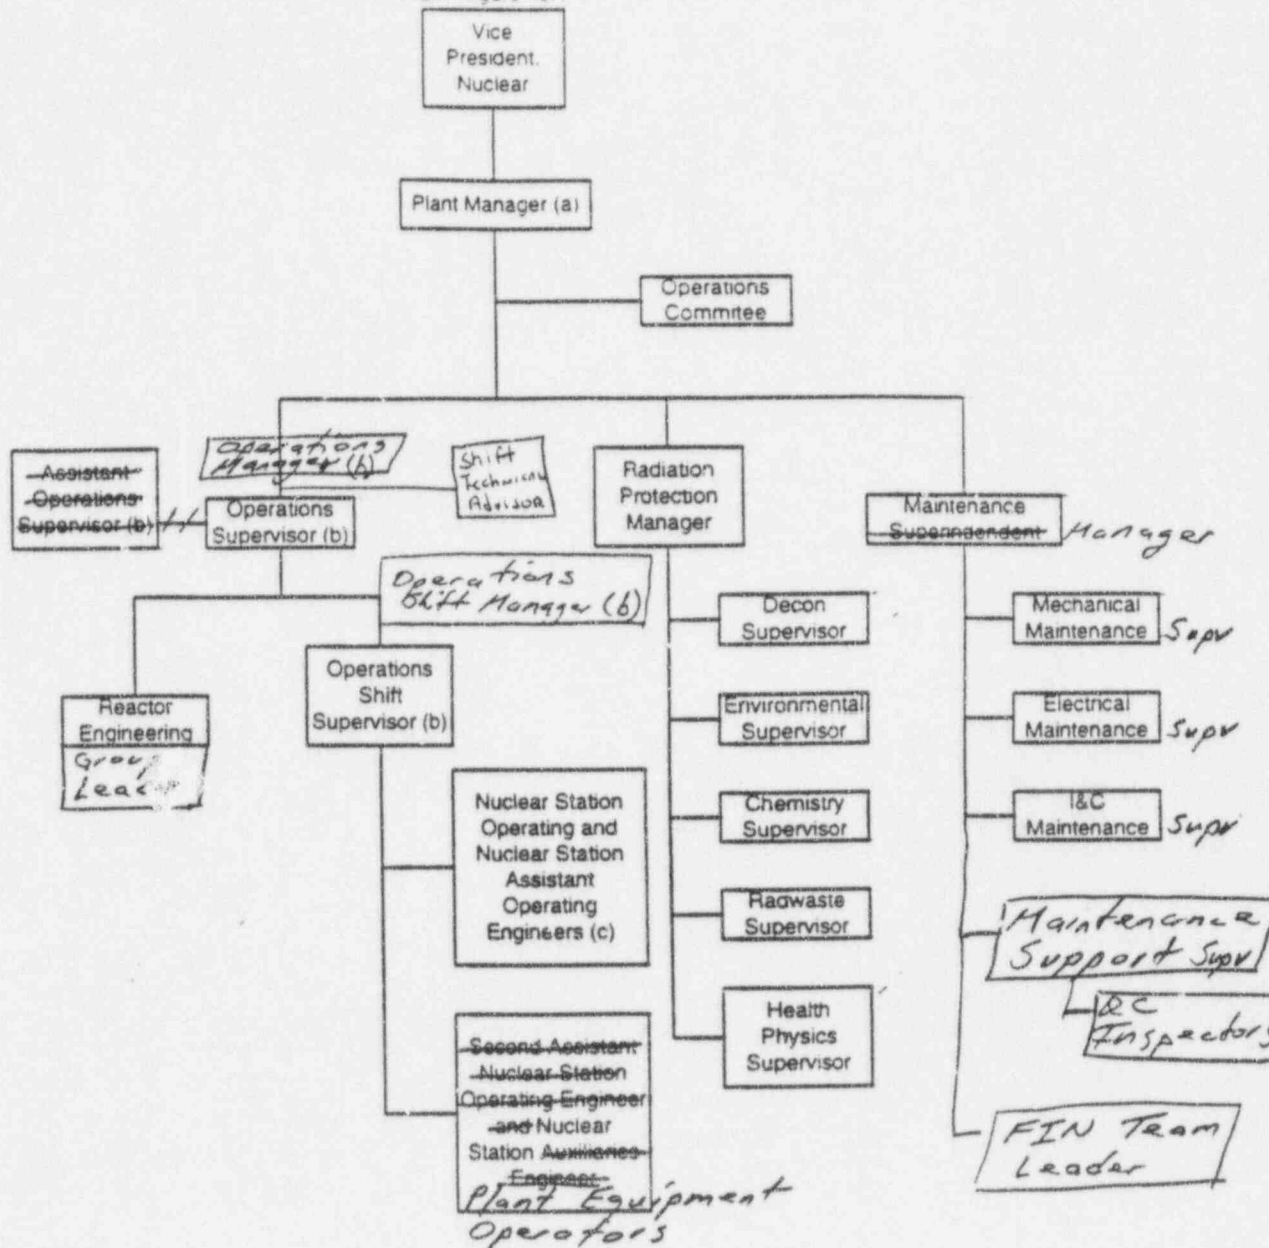 Vice
President,
Nuclear
Plant Manager (a)
Operations
Commitee
Operations
Manager (b)
Shift
Technical
Advisor
Assistant
Operations
Supervisor (b)
Operations
Supervisor (b)
Radiation
Protection
Manager
Maintenance
Superindendent Manager
Operations
Shift Manager (b)
Operations
Shift
Supervisor (b)
Reactor
Engineering
Group
Leader
Nuclear Station
Operating and
Nuclear Station
Assistant
Operating
Engineers (c)
Second Assistant
Nuclear Station
Operating Engineer
and Nuclear
Station Auxiliaries
Engineer
Plant Equipment
Operators
Decon
Supervisor
Environmental
Supervisor
Chemistry
Supervisor
Radwaste
Supervisor
Health
Physics
Supervisor
Mechanical
Maintenance Supv
Electrical
Maintenance Supv
I&C
Maintenance Supv
Maintenance
Support Supv
QC
Inspectors
FIN Team
Leader